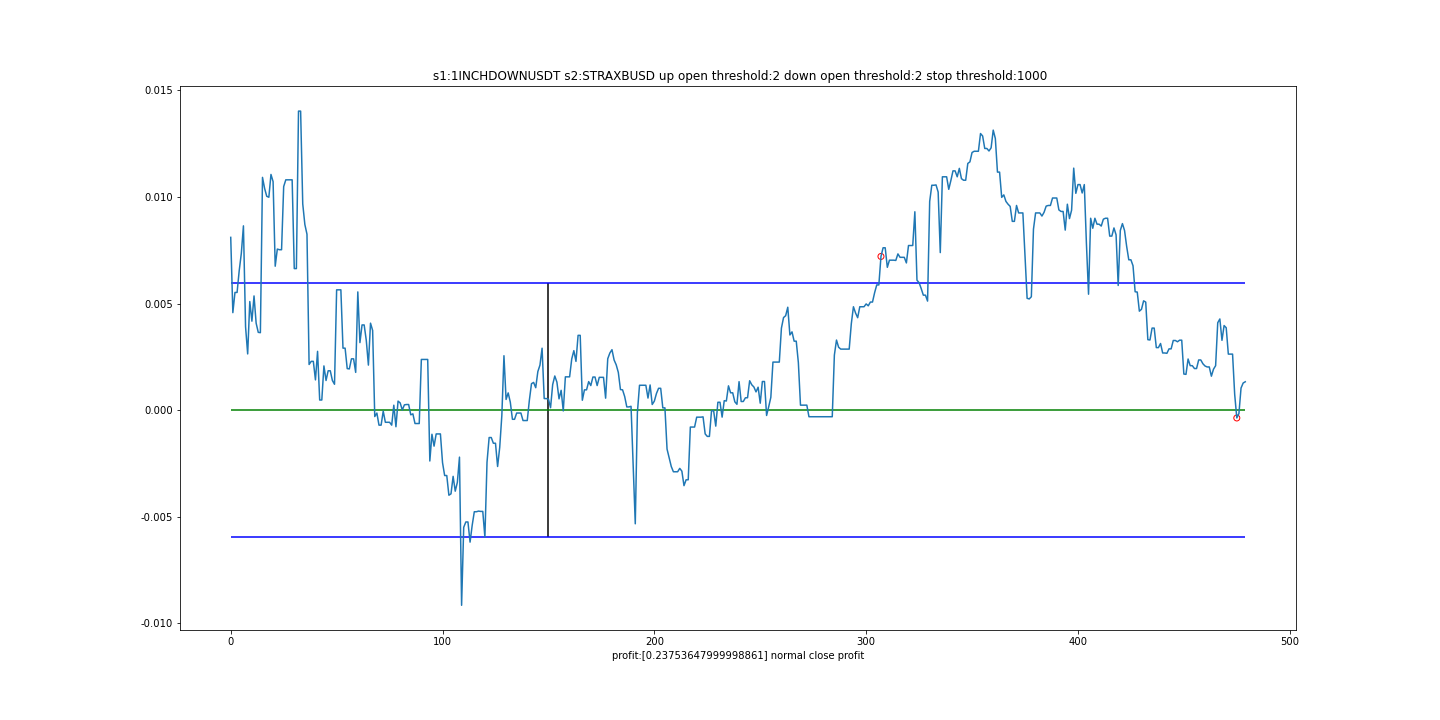 s1:1INCHDOWNUSDT s2:STRAXBUSD up open threshold:2 down open threshold:2 stop threshold:1000
0.015
0.010
0.005
0.000
-0.005
-0.010
0 100 200 300 400 500
profit:[0.23753647999998861] normal close profit